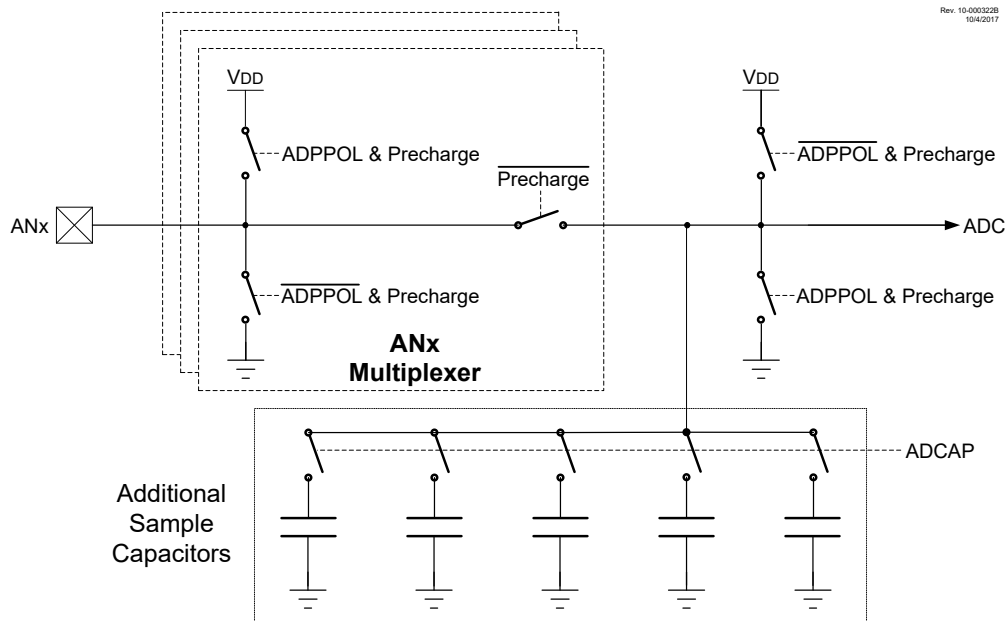 Rev. 10-000322B
10/4/2017
VDD
VDD
ADPPOL & Precharge
Precharge
ADPPOL & Precharge
ANx
ADC
ADPPOL & Precharge
ADPPOL & Precharge
ANx
Multiplexer
ADCAP
Additional
Sample
Capacitors